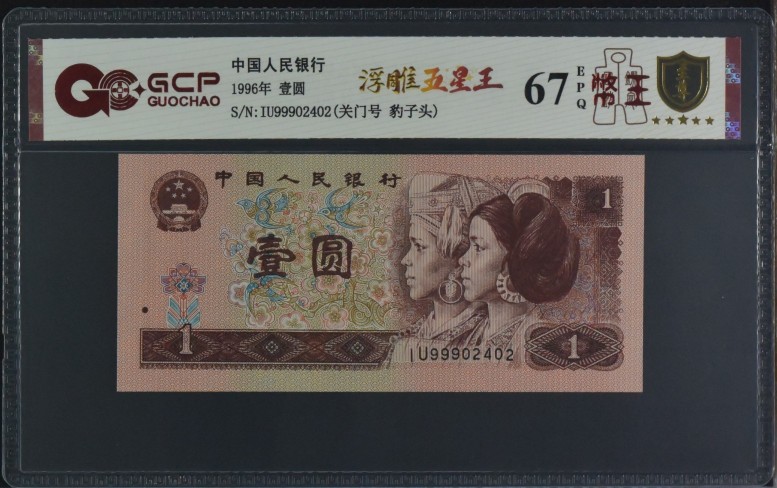 GCP
GUOCHAO
中国人民银行
1996年 壹圆
S/N:IU99902402(关门号 豹子头)
浮雕五星王
67
EPQ
幣王
中国人民银行
1
壹圆
1
IU99902402
1